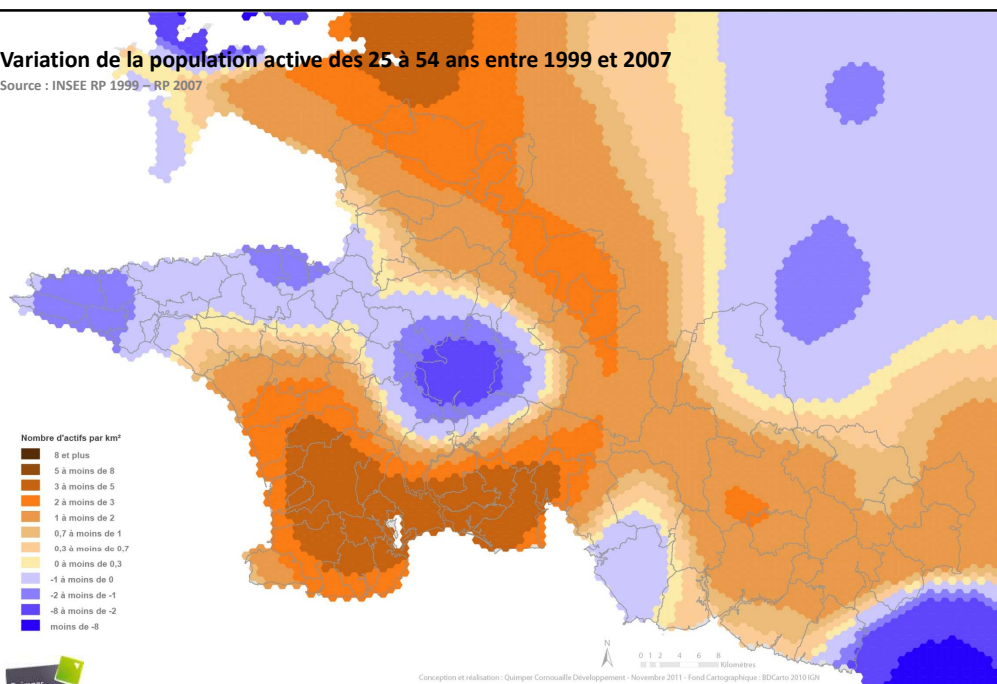 Variation de la population active des 25 à 54 ans entre 1999 et 2007
Source : INSEE RP 1999 – RP 2007
Nombre d'actifs par km²
8 et plus
5 à moins de 8
3 à moins de 5
2 à moins de 3
1 à moins de 2
0,7 à moins de 1
0,3 à moins de 0,7
0 à moins de 0,3
-1 à moins de 0
-2 à moins de -1
-8 à moins de -2
moins de -8
N
0 1 2 4 6 8
Kilomètres
Conception et réalisation : Quimper Cornouaille Développement - Novembre 2011 - Fond Cartographique : BDCarto 2010 IGN